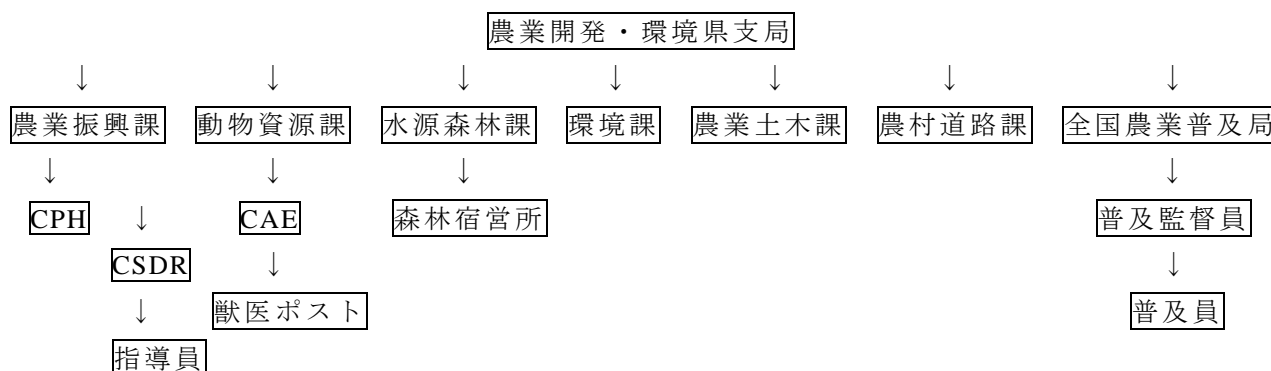 農業開発・環境県支局
↓ ↓ ↓ ↓ ↓ ↓ ↓
農業振興課 動物資源課 水源森林課 環境課 農業土木課 農村道路課 全国農業普及局
↓ ↓ ↓ ↓
CPH ↓ CAE 森林宿営所 普及監督員
CSDR ↓ ↓
↓ 獣医ポスト 普及員
指導員